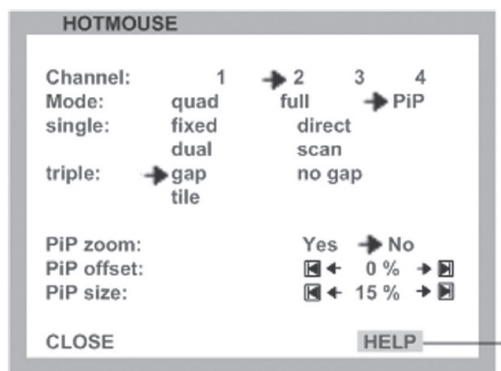 HOTMOUSE
Channel: 1 2 3 4
Mode: quad full PiP
single: fixed direct
dual scan
triple: gap no gap
tile
PiP zoom: Yes No
PiP offset: 0 %
PiP size: 15 %
CLOSE HELP